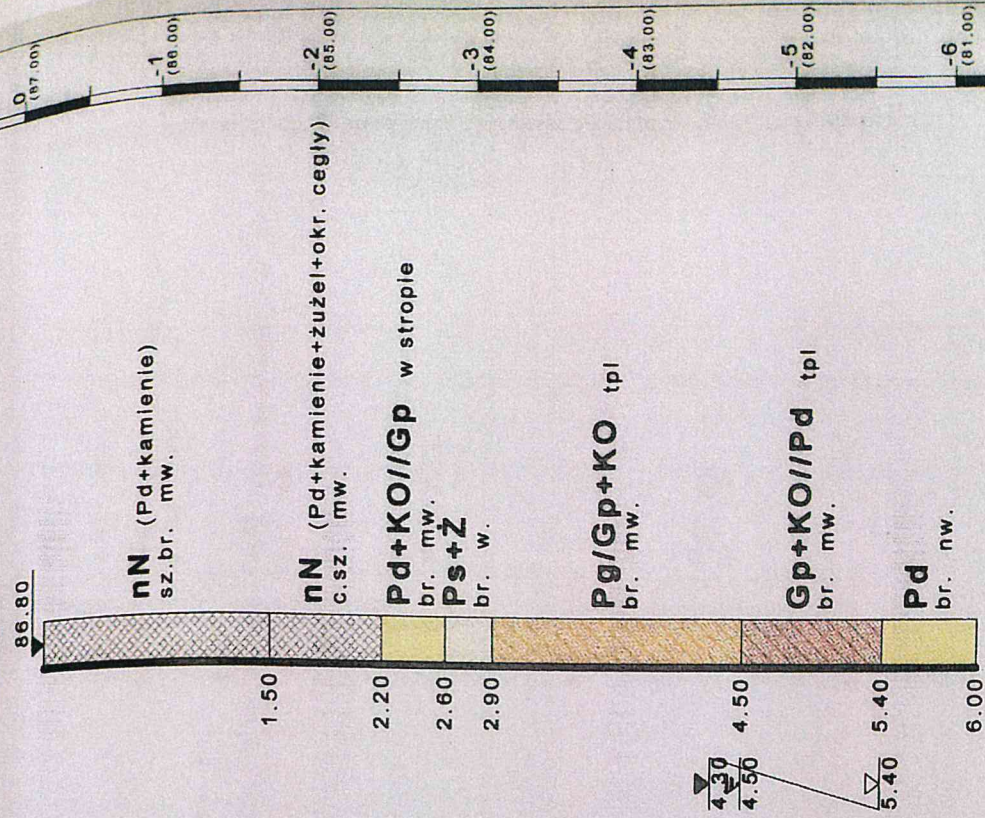 86.80
0
(87.00)
-1
(86.00)
-2
(85.00)
-3
(84.00)
-4
(83.00)
-5
(82.00)
-6
(81.00)
nN (Pd+kamienie)
sz.br. mw.
1.50
nN (Pd+kamienie+żużel+okr. cegły)
c.sz. mw.
2.20
Pd+KO//Gp w stropie
br. mw.
2.60
Ps+Ż
br. w.
2.90
Pg/Gp+KO tpl
br. mw.
4.30
4.50
4.50
Gp+KO//Pd tpl
br. mw.
5.40
5.40
Pd
br. nw.
6.00